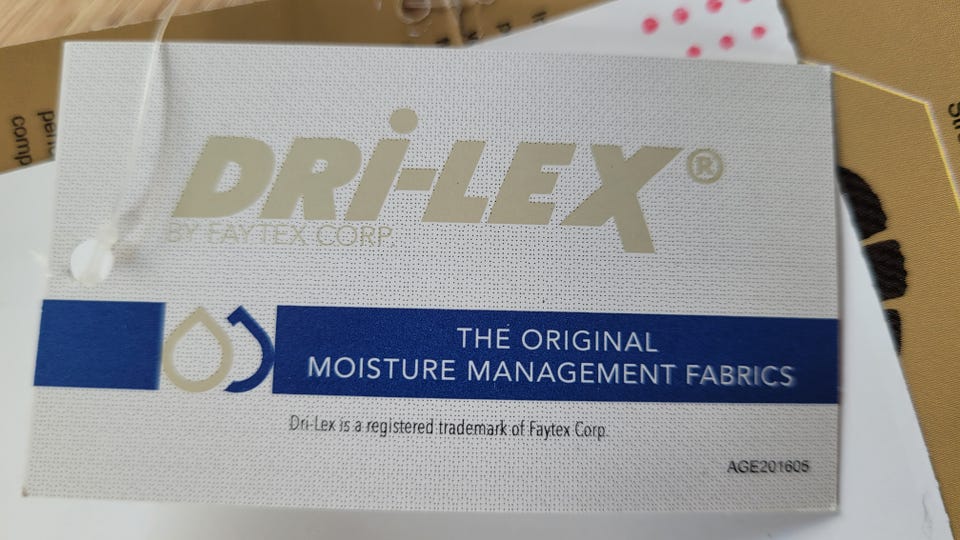 DRI-LEX®
BY FAYTEX CORP.
THE ORIGINAL
MOISTURE MANAGEMENT FABRICS
Dri-Lex is a registered trademark of Faytex Corp.
AGE201605
comp